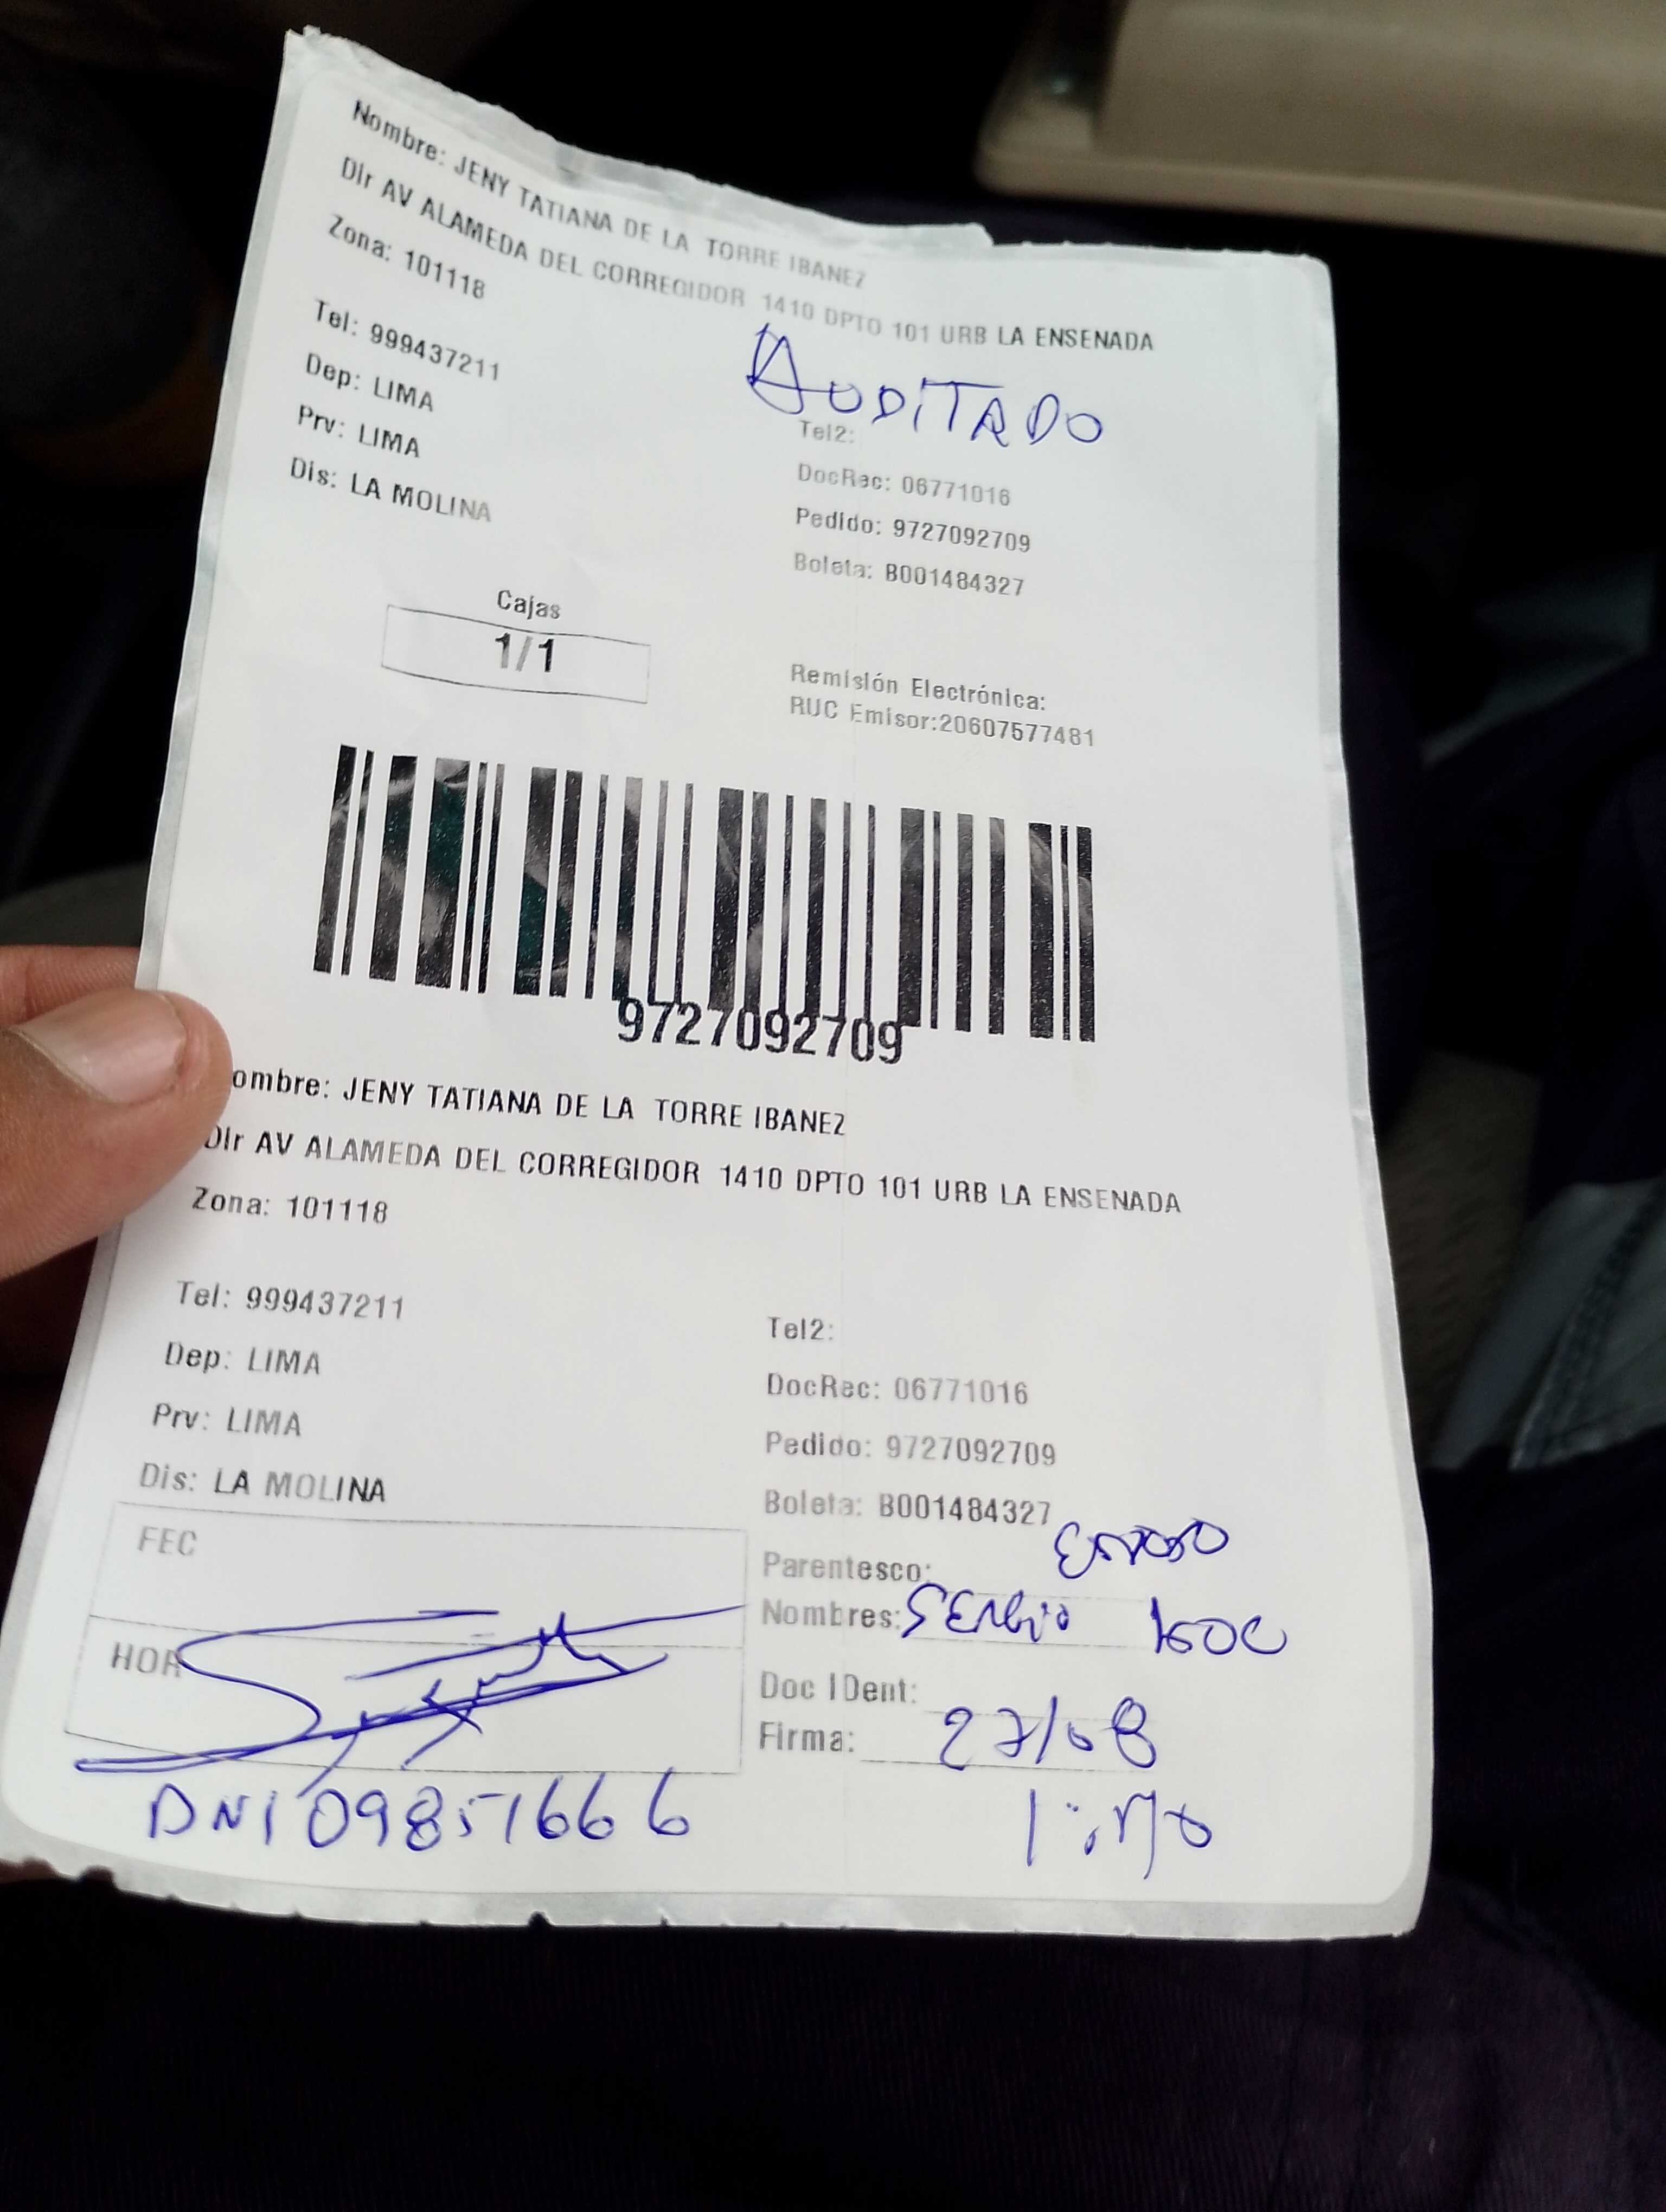 Nombre: JENY TATIANA DE LA TORRE IBANEZ
Dir AV ALAMEDA DEL CORREGIDOR 1410 DPTO 101 URB LA ENSENADA
Zona: 101118
AUDITADO
Tel: 999437211
Tel2:
Dep: LIMA
DocRec: 06771016
Prv: LIMA
Pedido: 9727092709
Dis: LA MOLINA
Boleta: B001484327
Cajas
1/1
Remisión Electrónica:
RUC Emisor:20607577481
9727092709
ombre: JENY TATIANA DE LA TORRE IBANEZ
Dir AV ALAMEDA DEL CORREGIDOR 1410 DPTO 101 URB LA ENSENADA
Zona: 101118
Tel: 999437211
Tel2:
Dep: LIMA
DocRec: 06771016
Prv: LIMA
Pedido: 9727092709
Dis: LA MOLINA
Boleta: B001484327
FEC
Parentesco: ESPOSO
Nombres: SERGIO
HOR
Doc IDent:
Firma: 27/08
DNI 09851666